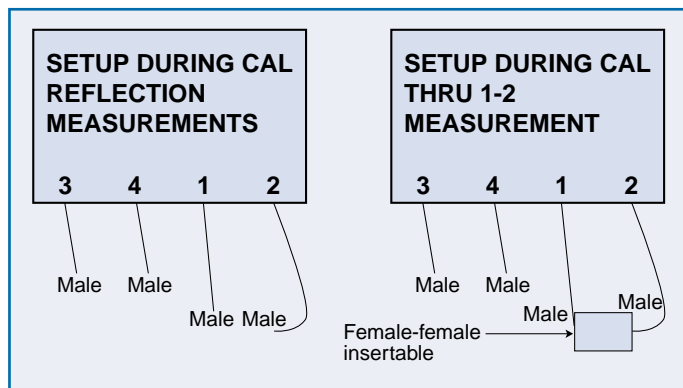 SETUP DURING CAL
REFLECTION
MEASUREMENTS
3 4 1 2
Male
Male
Male
Male
SETUP DURING CAL
THRU 1-2
MEASUREMENT
3 4 1 2
Male
Male
Male
Male
Female-female
insertable